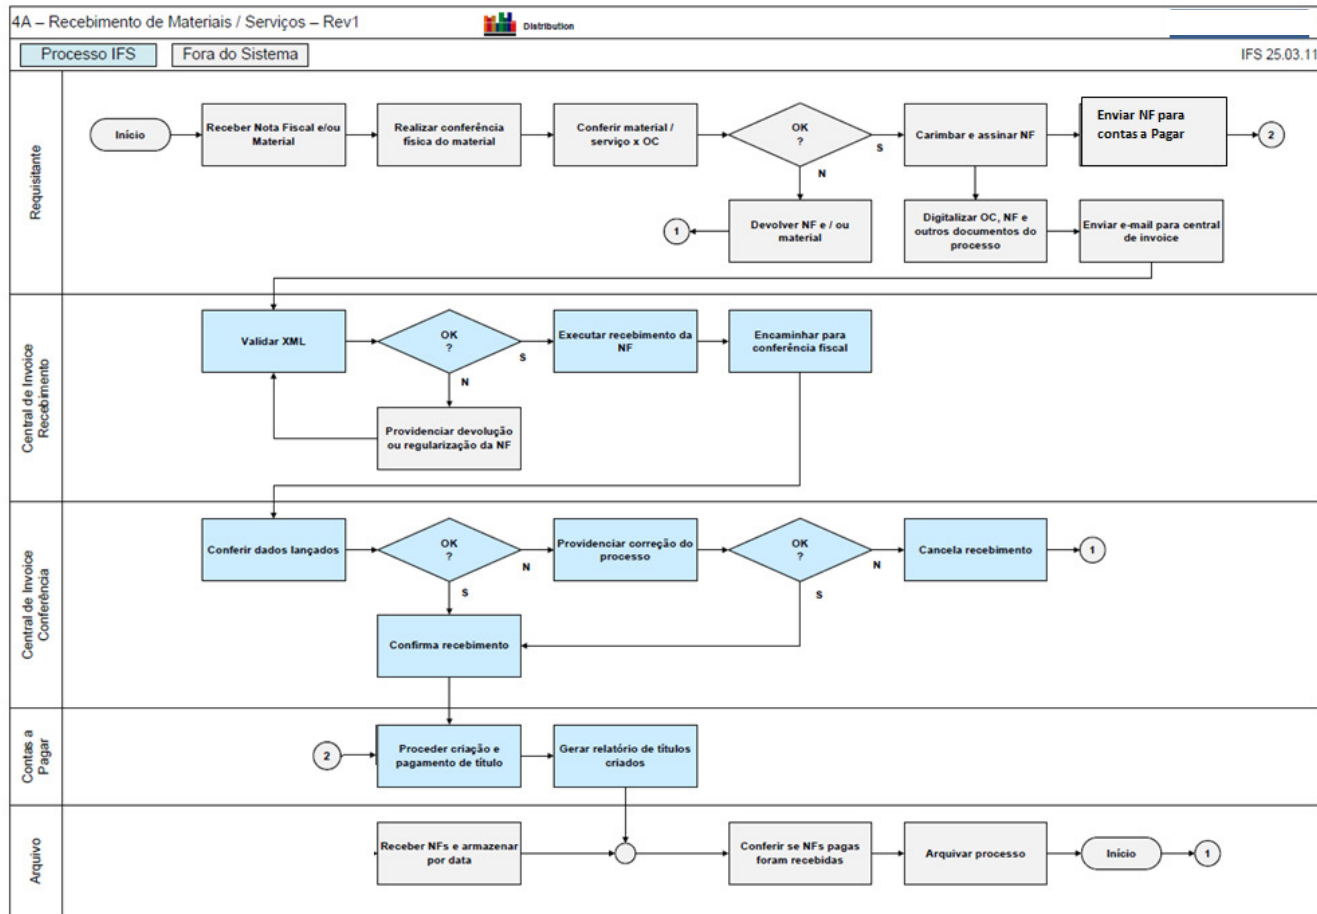 4A – Recebimento de Materiais / Serviços – Rev1
Distribution
Processo IFS
Fora do Sistema
IFS 25.03.11
Requisitante
Início
Receber Nota Fiscal e/ou
Material
Realizar conferência
física do material
Conferir material /
serviço x OC
OK
?
S
N
Carimbar e assinar NF
Enviar NF para
contas a Pagar
2
1
Devolver NF e / ou
material
Digitalizar OC, NF e
outros documentos do
processo
Enviar e-mail para central
de invoice
Central de Invoice
Recebimento
Validar XML
OK
?
S
N
Executar recebimento da
NF
Encaminhar para
conferência fiscal
Providenciar devolução
ou regularização da NF
Central de Invoice
Conferência
Conferir dados lançados
OK
?
N
S
Providenciar correção do
processo
OK
?
N
S
Cancela recebimento
1
Confirma recebimento
Contas a
Pagar
2
Proceder criação e
pagamento de título
Gerar relatório de títulos
criados
Arquivo
Receber NFs e armazenar
por data
Conferir se NFs pagas
foram recebidas
Arquivar processo
Início
1